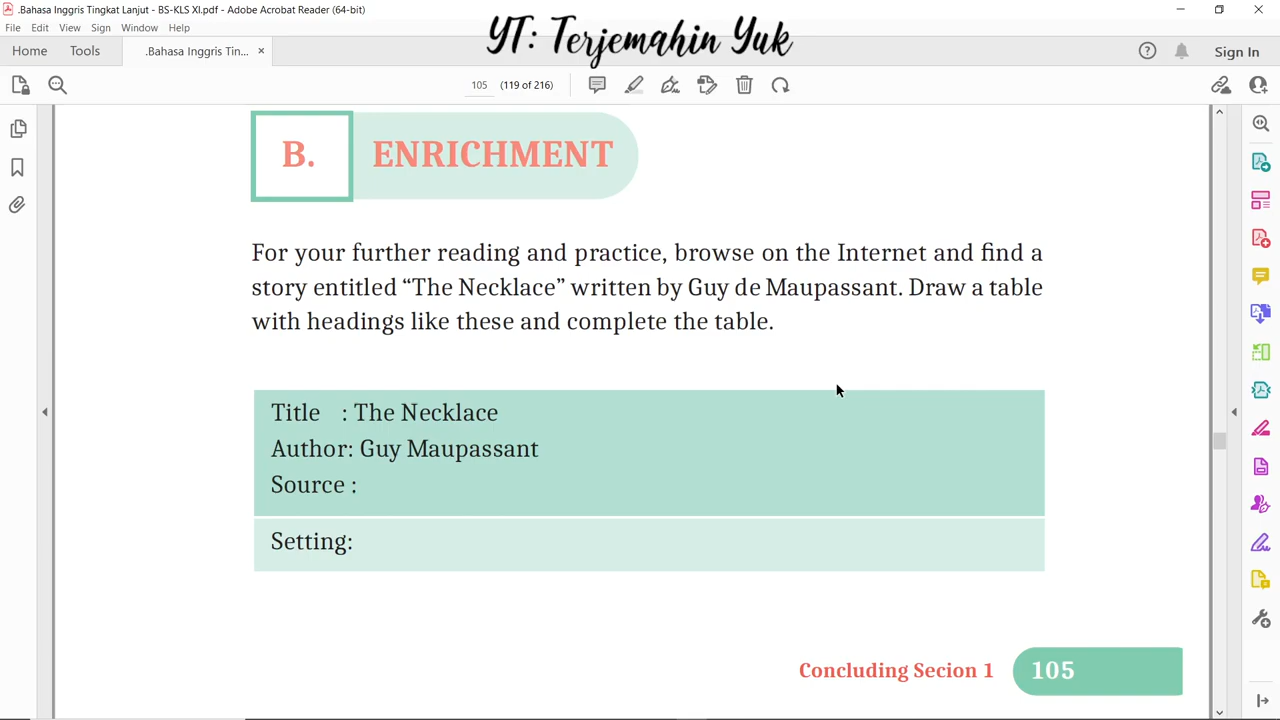 .Bahasa Inggris Tingkat Lanjut - BS-KLS XI.pdf - Adobe Acrobat Reader (64-bit)
YT: Terjemahin Yuk
File Edit View Sign Window Help
Home Tools .Bahasa Inggris Tin... × Sign In
105 (119 of 216)
B. ENRICHMENT
For your further reading and practice, browse on the Internet and find a
story entitled “The Necklace” written by Guy de Maupassant. Draw a table
with headings like these and complete the table.
Title : The Necklace
Author: Guy Maupassant
Source :
Setting:
Concluding Secion 1 105